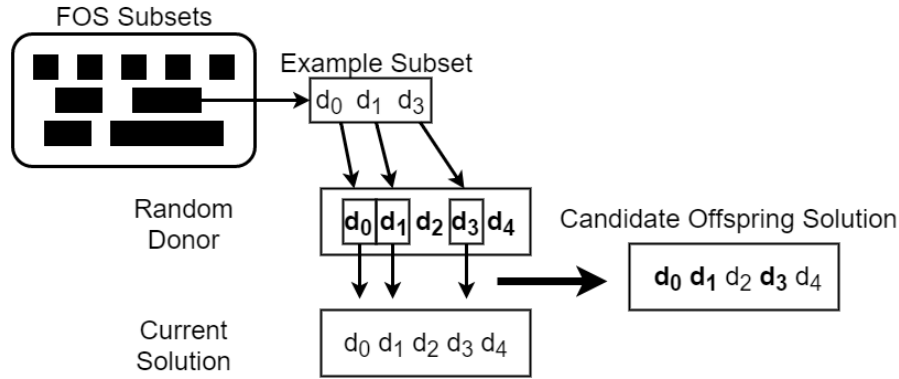 FOS Subsets
Example Subset
d₀ d₁ d₃
Random
Donor
d₀ d₁ d₂ d₃ d₄
Candidate Offspring Solution
d₀ d₁ d₂ d₃ d₄
Current
Solution
d₀ d₁ d₂ d₃ d₄